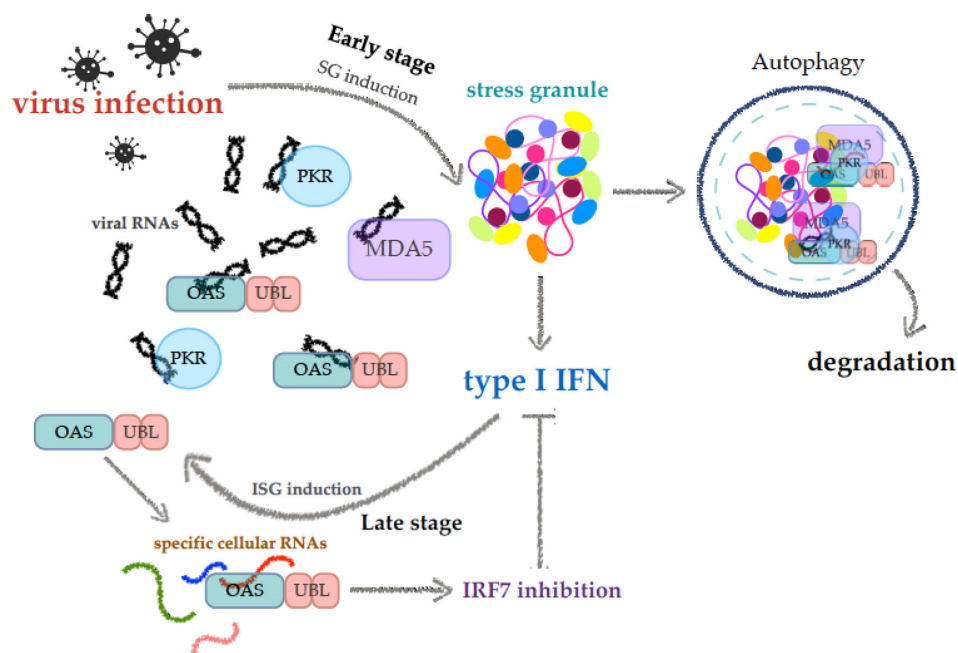 Early stage
SG induction
virus infection
stress granule
Autophagy
PKR
MDA5
PKR
OAS
UBL
MDA5
PKR
OAS
UBL
viral RNAs
MDA5
OAS
UBL
PKR
OAS
UBL
degradation
type I IFN
OAS
UBL
ISG induction
Late stage
specific cellular RNAs
OAS
UBL
IRF7 inhibition